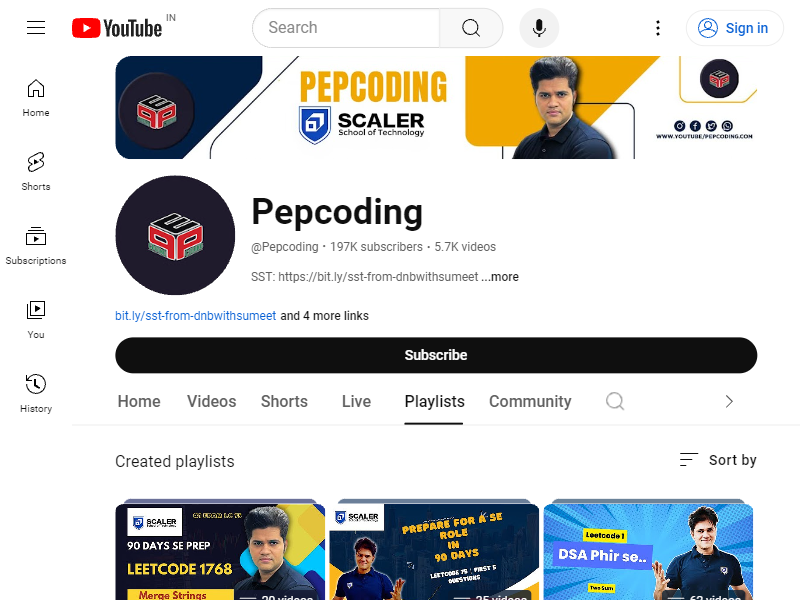 YouTube IN
Search
Sign in
Home
Shorts
Subscriptions
You
History
PEPCODING
SCALER
School of Technology
WWW.YOUTUBE/PEPCODING.COM
Pepcoding
@Pepcoding • 197K subscribers • 5.7K videos
SST: https://bit.ly/sst-from-dnbwithsumeet ...more
bit.ly/sst-from-dnbwithsumeet and 4 more links
Subscribe
Home Videos Shorts Live Playlists Community
Created playlists
Sort by
SCALER
90 DAYS SE PREP
LEETCODE 1768
Merge Strings
20 videos
SCALER
PREPARE FOR A SE
ROLE
IN
90 DAYS
LEETCODE 75 | FIRST 5
QUESTIONS
25 videos
Leetcode 1
DSA Phir se..
Two Sum
62 videos